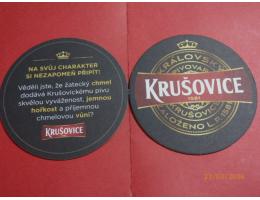 NA SVŮJ CHARAKTER
SI NEZAPOMEŇ PŘIPÍT!
Věděli jste, že žatecký chmel
dodává Krušovickému pivu
skvělou vyváženost, jemnou
hořkost a příjemnou
chmelovou vůni?
KRUŠOVICE
KRÁLOVSKÝ
PIVOVAR
KRUŠOVICE
1581
ZALOŽENO L.P. 1581